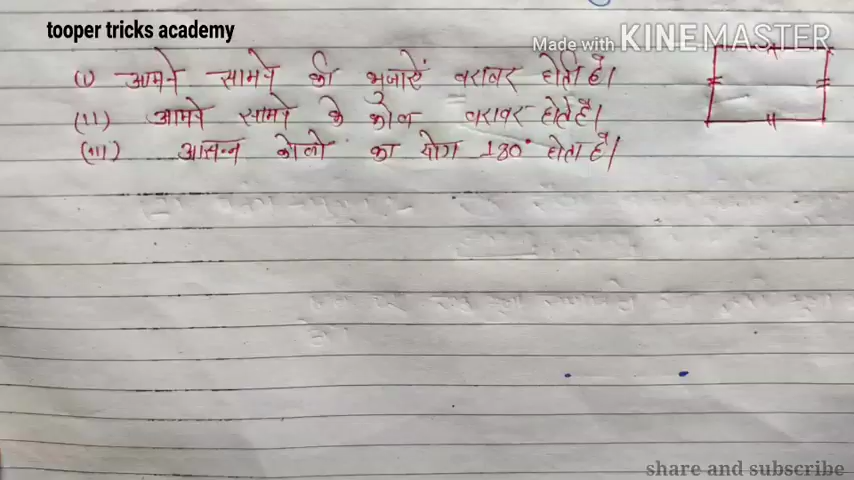 tooper tricks academy
Made with KINEMASTER
(i) आमने सामने की भुजाऐं बराबर होती है।
(ii) आमने सामने के कोण बराबर होते है।
(iii) आसन्न कोणो का योग 180° होता है।
share and subscribe